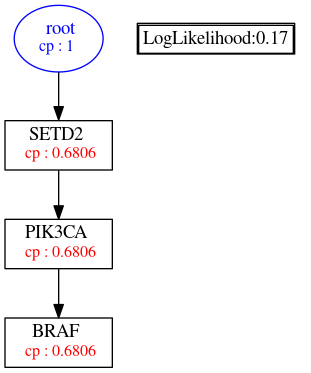 root
cp : 1
LogLikelihood:0.17
SETD2
cp : 0.6806
PIK3CA
cp : 0.6806
BRAF
cp : 0.6806